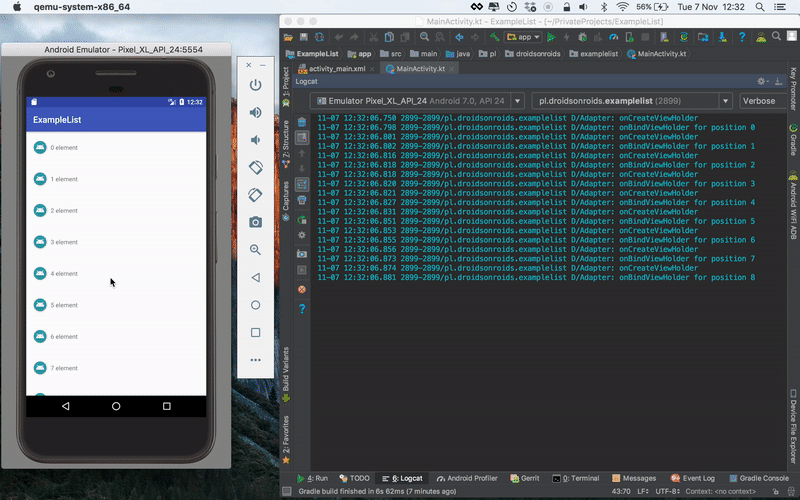 qemu-system-x86_64
56%
Tue 7 Nov 12:32
Android Emulator - Pixel_XL_API_24:5554
12:32
ExampleList
0 element
1 element
2 element
3 element
4 element
5 element
6 element
7 element
MainActivity.kt - ExampleList - [~/PrivateProjects/ExampleList]
app
ExampleList
app
src
main
java
pl
droidsonroids
examplelist
MainActivity.kt
activity_main.xml
MainActivity.kt
Logcat
Emulator Pixel_XL_API_24 Android 7.0, API 24
pl.droidsonroids.examplelist (2899)
Verbose
11-07 12:32:06.750 2899-2899/pl.droidsonroids.examplelist D/Adapter: onCreateViewHolder
11-07 12:32:06.798 2899-2899/pl.droidsonroids.examplelist D/Adapter: onBindViewHolder for position 0
11-07 12:32:06.801 2899-2899/pl.droidsonroids.examplelist D/Adapter: onCreateViewHolder
11-07 12:32:06.802 2899-2899/pl.droidsonroids.examplelist D/Adapter: onBindViewHolder for position 1
11-07 12:32:06.816 2899-2899/pl.droidsonroids.examplelist D/Adapter: onCreateViewHolder
11-07 12:32:06.818 2899-2899/pl.droidsonroids.examplelist D/Adapter: onBindViewHolder for position 2
11-07 12:32:06.818 2899-2899/pl.droidsonroids.examplelist D/Adapter: onCreateViewHolder
11-07 12:32:06.820 2899-2899/pl.droidsonroids.examplelist D/Adapter: onBindViewHolder for position 3
11-07 12:32:06.821 2899-2899/pl.droidsonroids.examplelist D/Adapter: onCreateViewHolder
11-07 12:32:06.827 2899-2899/pl.droidsonroids.examplelist D/Adapter: onBindViewHolder for position 4
11-07 12:32:06.831 2899-2899/pl.droidsonroids.examplelist D/Adapter: onCreateViewHolder
11-07 12:32:06.851 2899-2899/pl.droidsonroids.examplelist D/Adapter: onBindViewHolder for position 5
11-07 12:32:06.853 2899-2899/pl.droidsonroids.examplelist D/Adapter: onCreateViewHolder
11-07 12:32:06.855 2899-2899/pl.droidsonroids.examplelist D/Adapter: onBindViewHolder for position 6
11-07 12:32:06.856 2899-2899/pl.droidsonroids.examplelist D/Adapter: onCreateViewHolder
11-07 12:32:06.873 2899-2899/pl.droidsonroids.examplelist D/Adapter: onBindViewHolder for position 7
11-07 12:32:06.874 2899-2899/pl.droidsonroids.examplelist D/Adapter: onCreateViewHolder
11-07 12:32:06.881 2899-2899/pl.droidsonroids.examplelist D/Adapter: onBindViewHolder for position 8
1: Project
Z: Structure
Captures
Build Variants
2: Favorites
Key Promoter
Gradle
Android WiFi ADB
Device File Explorer
4: Run
TODO
6: Logcat
Android Profiler
Gerrit
Terminal
Messages
Event Log
Gradle Console
Gradle build finished in 6s 62ms (7 minutes ago)
43:70
LF÷
UTF-8÷
Context: <no context>